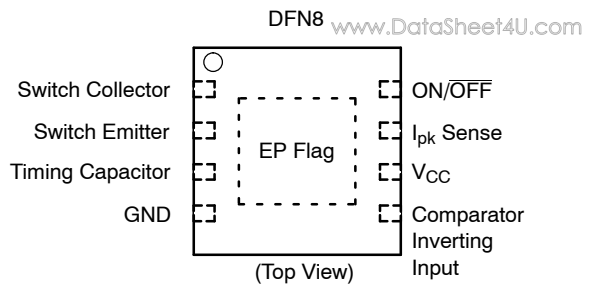 DFN8
www.DataSheet4U.com
Switch Collector
Switch Emitter
Timing Capacitor
GND
EP Flag
ON/O̅F̅F̅
Ipk Sense
VCC
Comparator
Inverting
Input
(Top View)